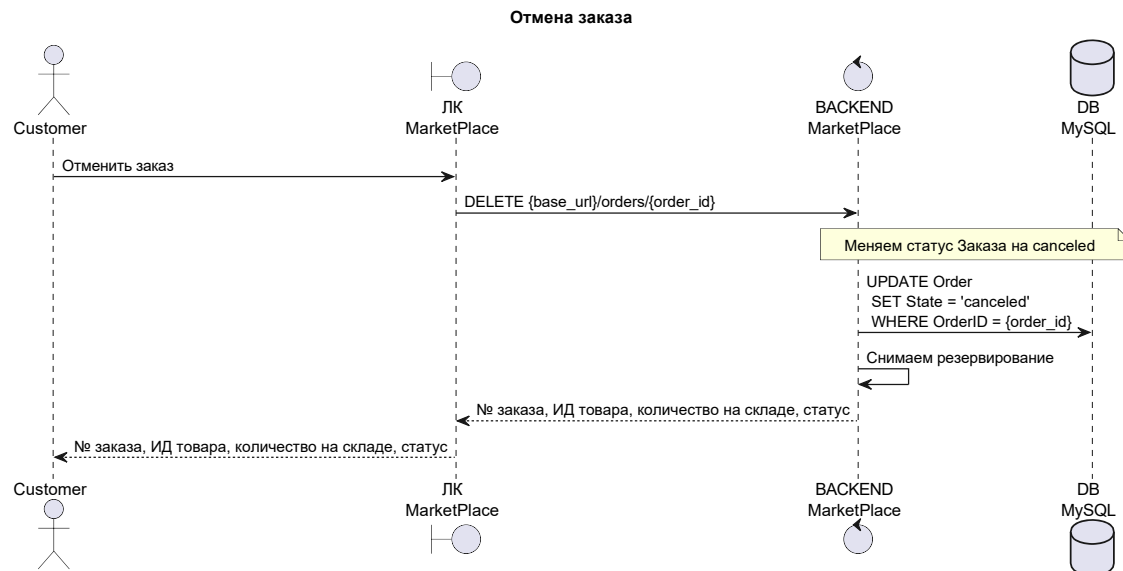 Отмена заказа
Customer
ЛК
MarketPlace
BACKEND
MarketPlace
DB
MySQL
Отменить заказ
DELETE {base_url}/orders/{order_id}
Меняем статус Заказа на canceled
UPDATE Order
SET State = 'canceled'
WHERE OrderID = {order_id}
Снимаем резервирование
№ заказа, ИД товара, количество на складе, статус
№ заказа, ИД товара, количество на складе, статус
Customer
ЛК
MarketPlace
BACKEND
MarketPlace
DB
MySQL